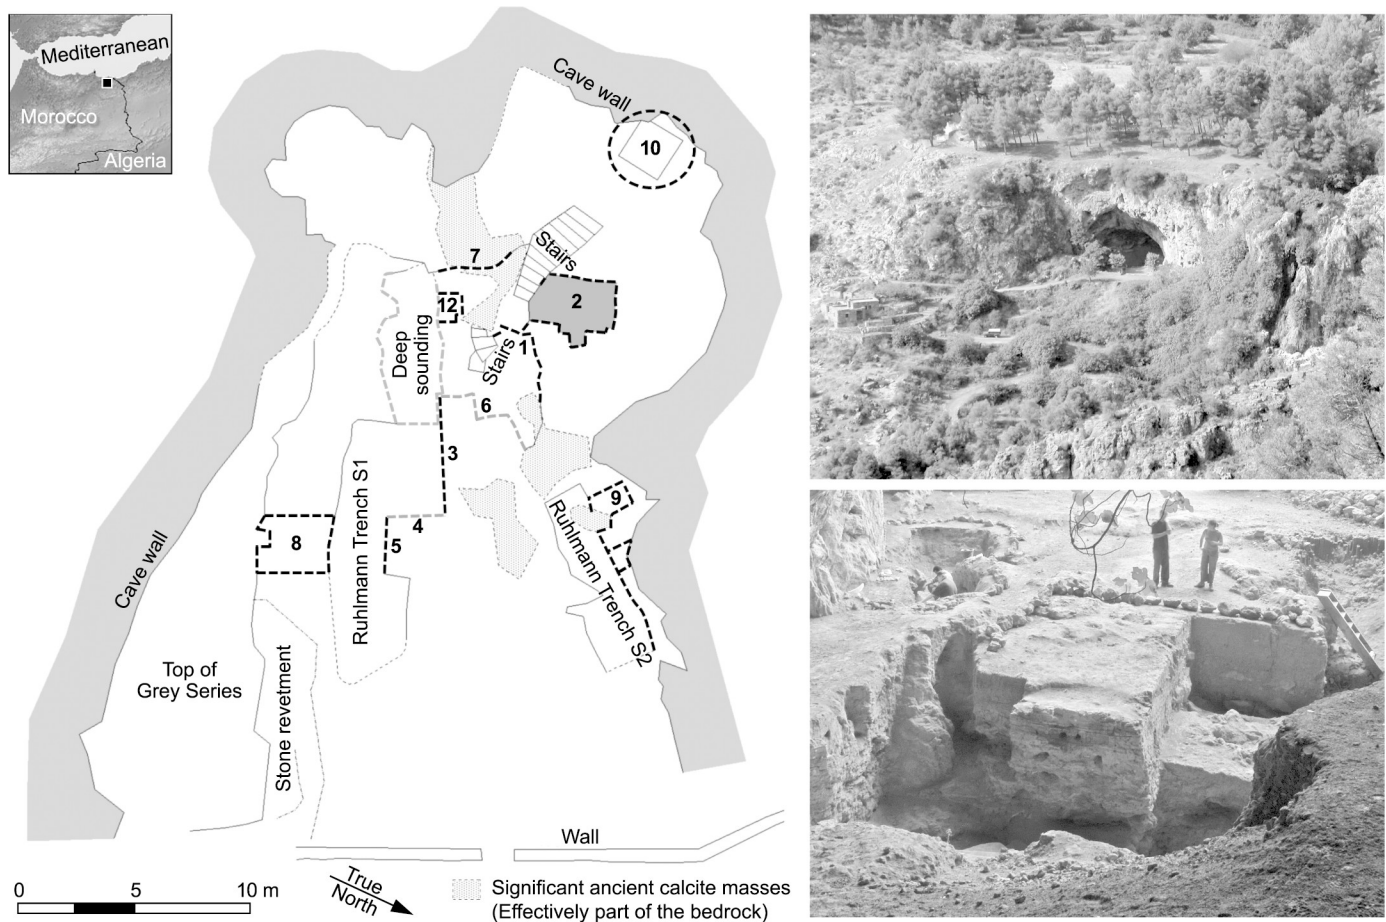 Mediterranean
Morocco
Algeria
Cave wall
10
Stairs
7
2
12
Deep
sounding
Stairs
1
6
3
Ruhlmann Trench S1
4
5
8
9
Ruhlmann Trench S2
Cave wall
Top of
Grey Series
Stone revetment
Wall
True
North
0 5 10 m
Significant ancient calcite masses
(Effectively part of the bedrock)